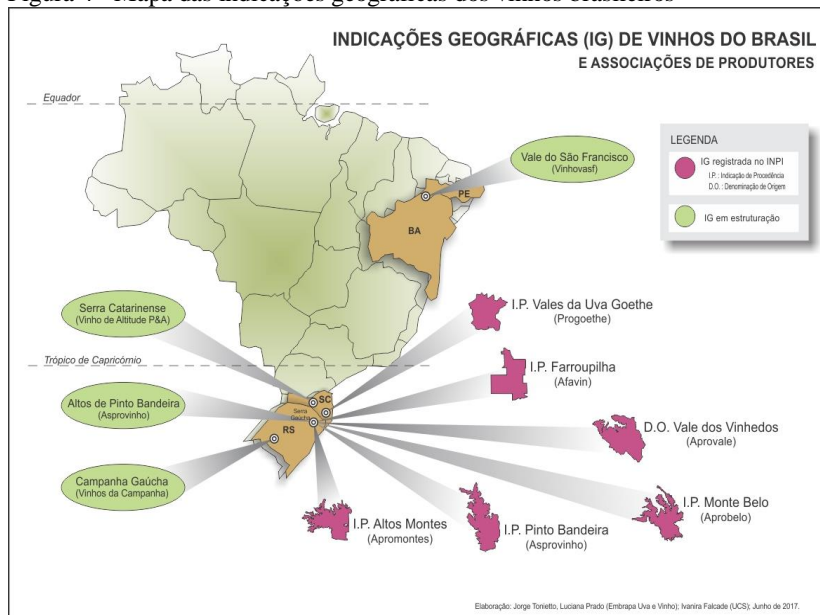 Figura 4 - Mapa das indicações geográficas dos vinhos brasileiros
INDICAÇÕES GEOGRÁFICAS (IG) DE VINHOS DO BRASIL
E ASSOCIAÇÕES DE PRODUTORES
Equador
Vale do São Francisco
(Vinhovasf)
LEGENDA
IG registrada no INPI
I.P. : Indicação de Procedência
D.O. : Denominação de Origem
IG em estruturação
PE
BA
Serra Catarinense
(Vinho de Altitude P&A)
I.P. Vales da Uva Goethe
(Progoethe)
Trópico de Capricórnio
I.P. Farroupilha
(Afavin)
Altos de Pinto Bandeira
(Asprovinho)
SC
Serra
Gaúcha
RS
D.O. Vale dos Vinhedos
(Aprovale)
Campanha Gaúcha
(Vinhos da Campanha)
I.P. Monte Belo
(Aprobelo)
I.P. Altos Montes
(Apromontes)
I.P. Pinto Bandeira
(Asprovinho)
Elaboração: Jorge Tonietto, Luciana Prado (Embrapa Uva e Vinho); Ivanira Falcade (UCS); Junho de 2017.